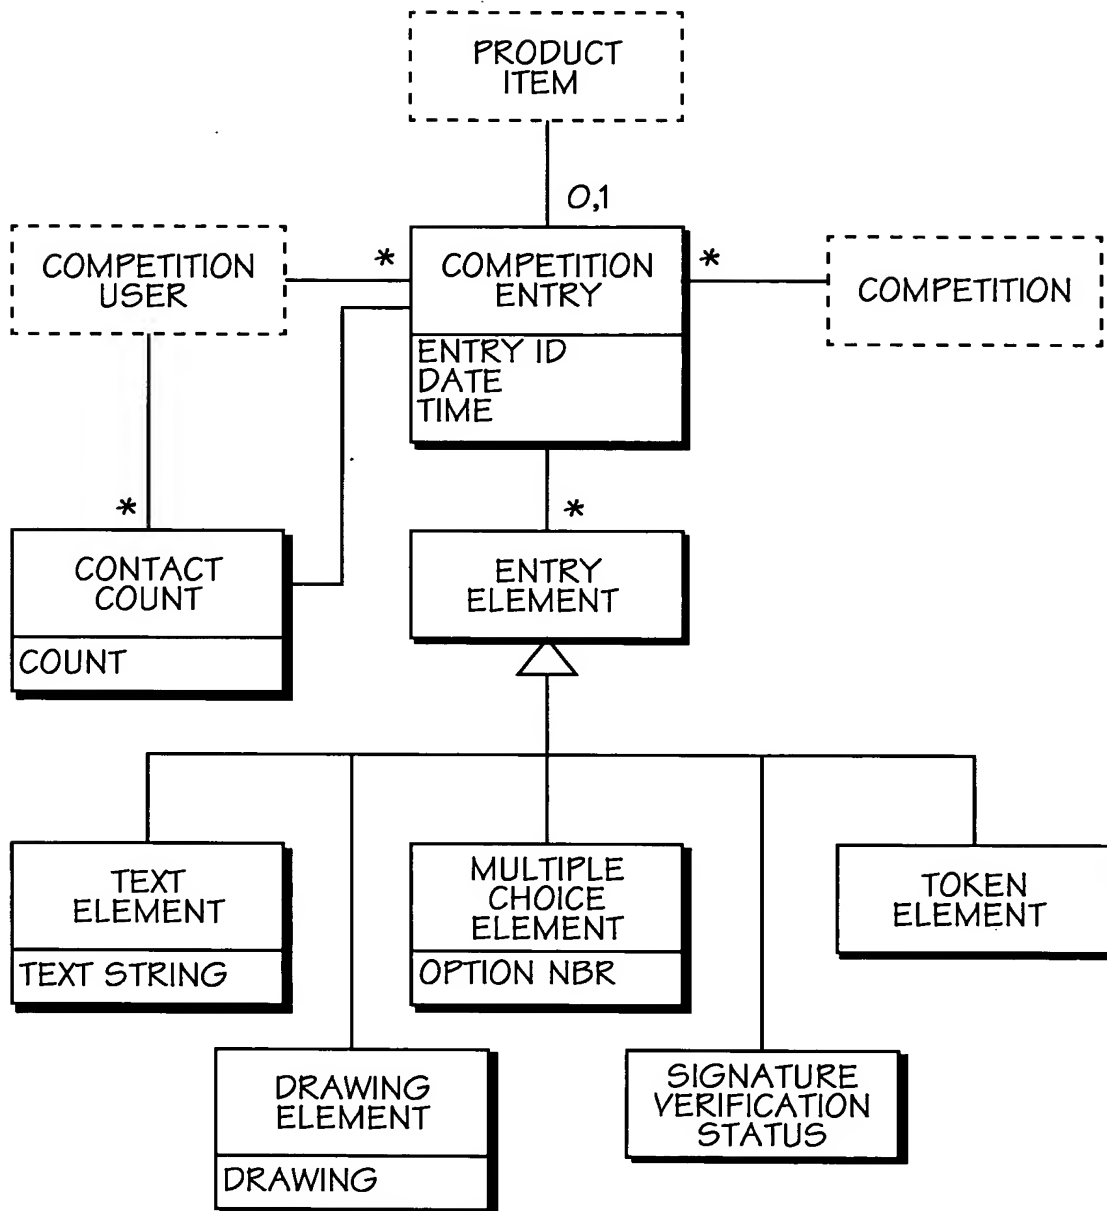 PRODUCT
ITEM
0,1
COMPETITION
USER
*
COMPETITION
ENTRY
*
COMPETITION
ENTRY ID
DATE
TIME
*
CONTACT
COUNT
COUNT
*
ENTRY
ELEMENT
TEXT
ELEMENT
TEXT STRING
MULTIPLE
CHOICE
ELEMENT
OPTION NBR
TOKEN
ELEMENT
DRAWING
ELEMENT
DRAWING
SIGNATURE
VERIFICATION
STATUS